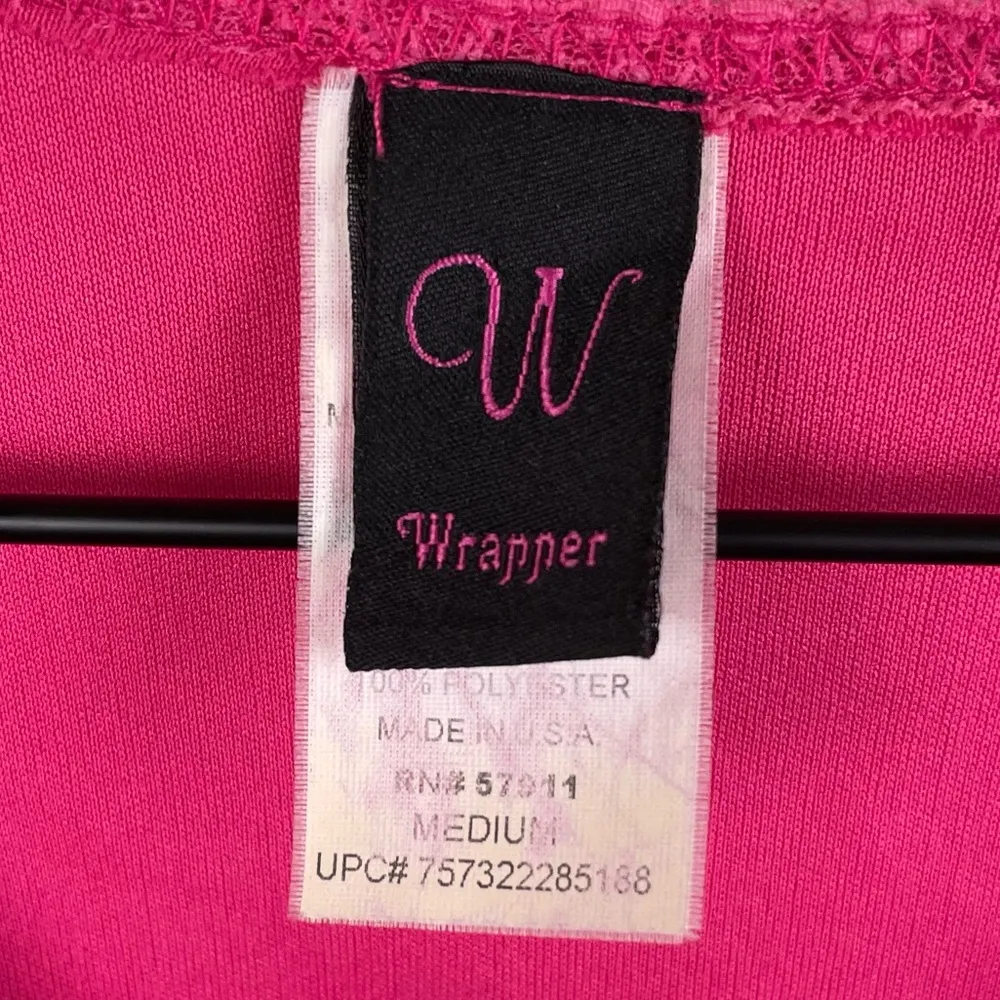 W
Wrapper
100% POLYESTER
MADE IN U.S.A.
RN# 57911
MEDIUM
UPC# 757322285188